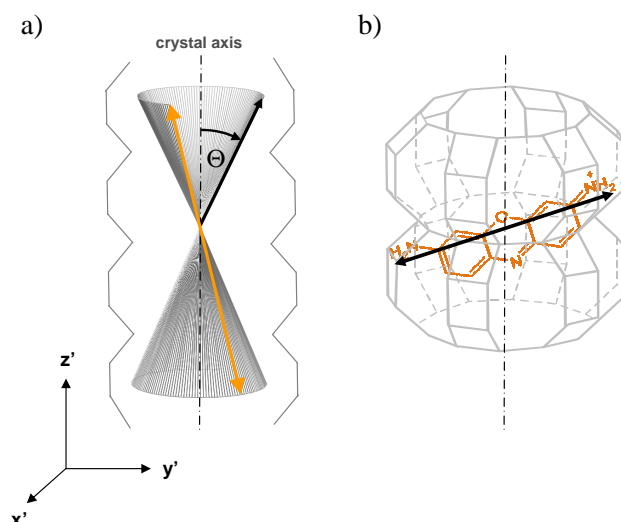 a)
b)
crystal axis
Θ
z'
y'
x'
H₂N
O
N
NH₂⁺